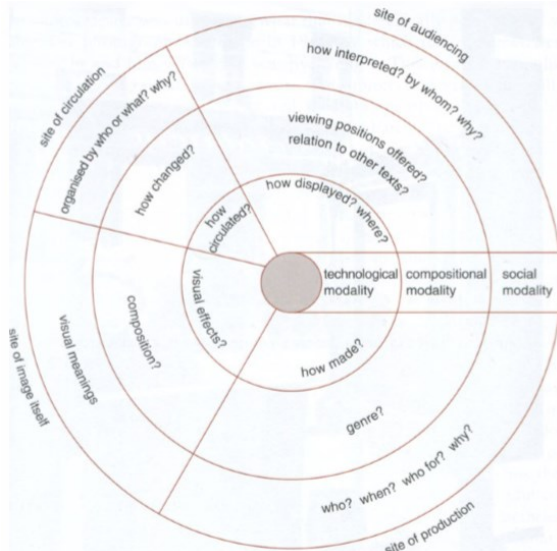 site of audiencing
how interpreted? by whom? why?
viewing positions offered?
relation to other texts?
how displayed? where?
site of circulation
organised by who or what? why?
how changed?
how
circulated?
technological
modality
compositional
modality
social
modality
site of image itself
visual meanings
composition?
visual effects?
how made?
genre?
who? when? who for? why?
site of production